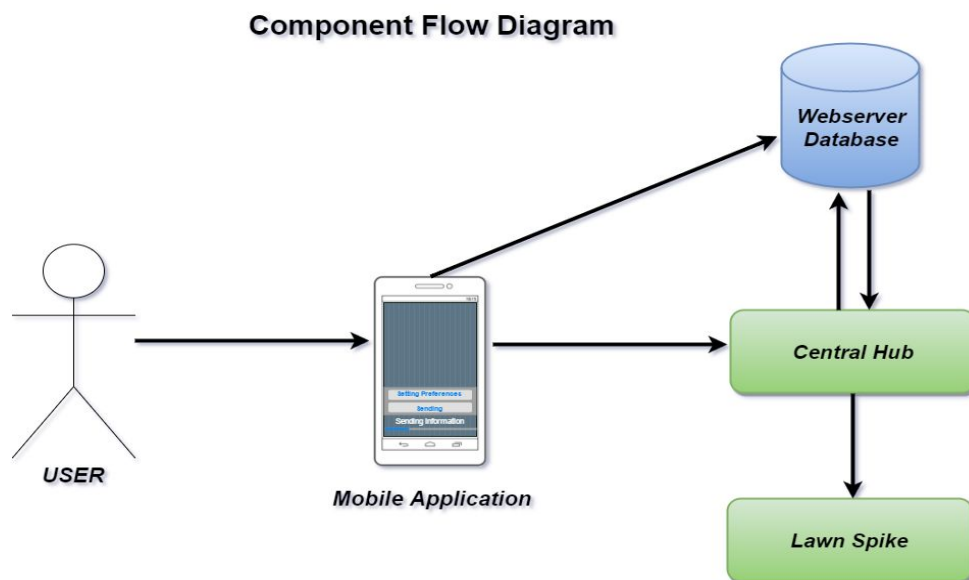 Component Flow Diagram
Webserver
Database
Setting Preferences
Sending
Sending Information
Central Hub
USER
Mobile Application
Lawn Spike